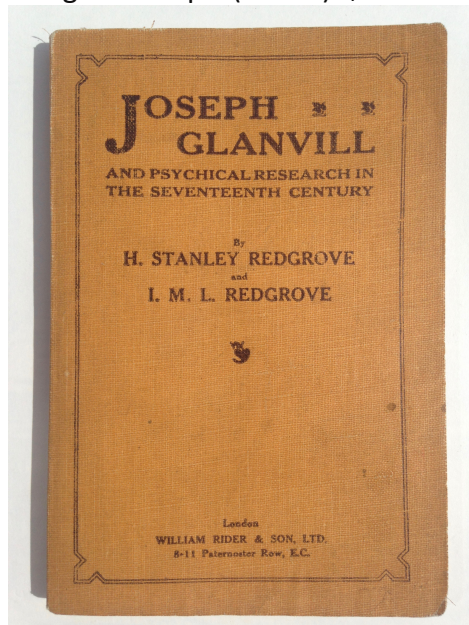 JOSEPH
GLANVILL
AND PSYCHICAL RESEARCH IN
THE SEVENTEENTH CENTURY
By
H. STANLEY REDGROVE
and
I. M. L. REDGROVE
London
WILLIAM RIDER & SON, LTD.
8-11 Paternoster Row, E.C.